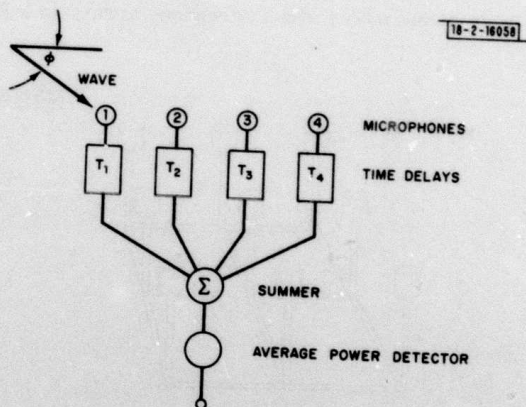 18-2-16058
ϕ
WAVE
1 2 3 4
MICROPHONES
T1 T2 T3 T4
TIME DELAYS
Σ
SUMMER
AVERAGE POWER DETECTOR